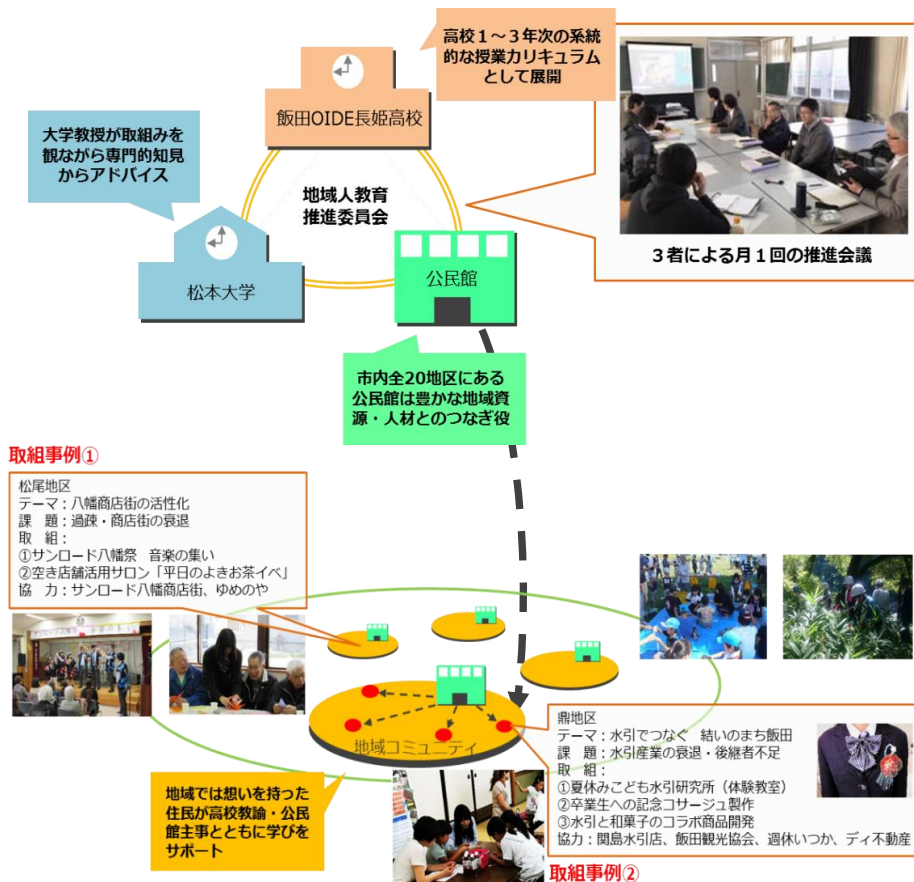 高校１～３年次の系統
的な授業カリキュラム
として展開
飯田OIDE長姫高校
大学教授が取組みを
観ながら専門的知見
からアドバイス
地域人教育
推進委員会
松本大学
公民館
３者による月１回の推進会議
市内全20地区にある
公民館は豊かな地域資
源・人材とのつなぎ役
取組事例①
松尾地区
テーマ：八幡商店街の活性化
課　題：過疎・商店街の衰退
取　組：
①サンロード八幡祭　音楽の集い
②空き店舗活用サロン「平日のよきお茶イベ」
協　力：サンロード八幡商店街、ゆめのや
地域コミュニティ
地域では想いを持った
住民が高校教諭・公民
館主事とともに学びを
サポート
鼎地区
テーマ：水引でつなぐ　結いのまち飯田
課　題：水引産業の衰退・後継者不足
取　組：
①夏休みこども水引研究所（体験教室）
②卒業生への記念コサージュ製作
③水引と和菓子のコラボ商品開発
協力：関島水引店、飯田観光協会、週休いつか、ディ不動産
取組事例②